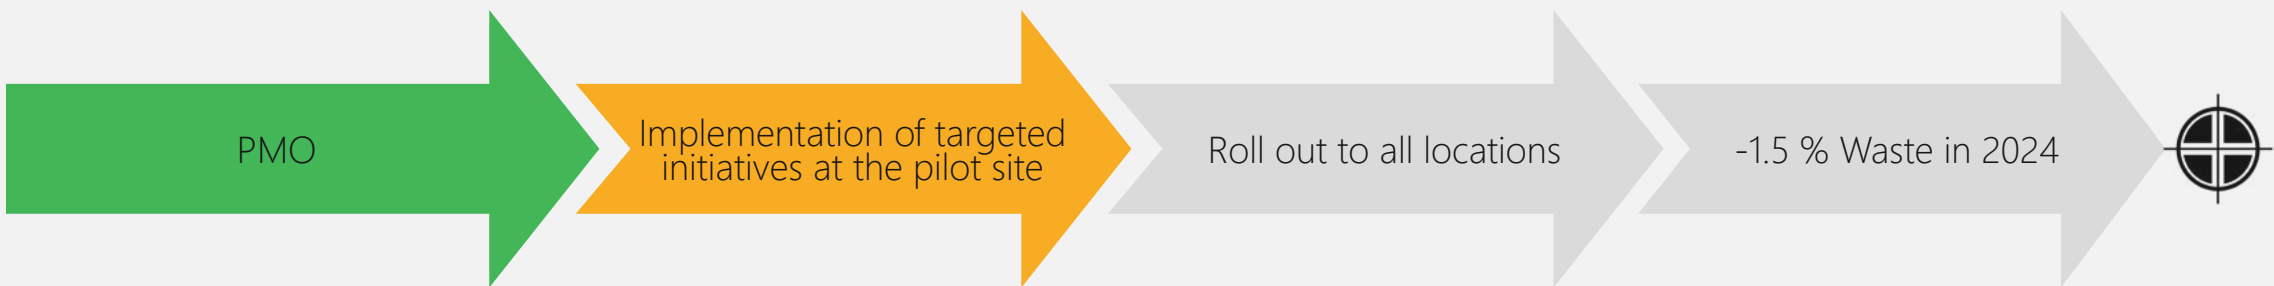 PMO
Implementation of targeted
initiatives at the pilot site
Roll out to all locations
-1.5 % Waste in 2024